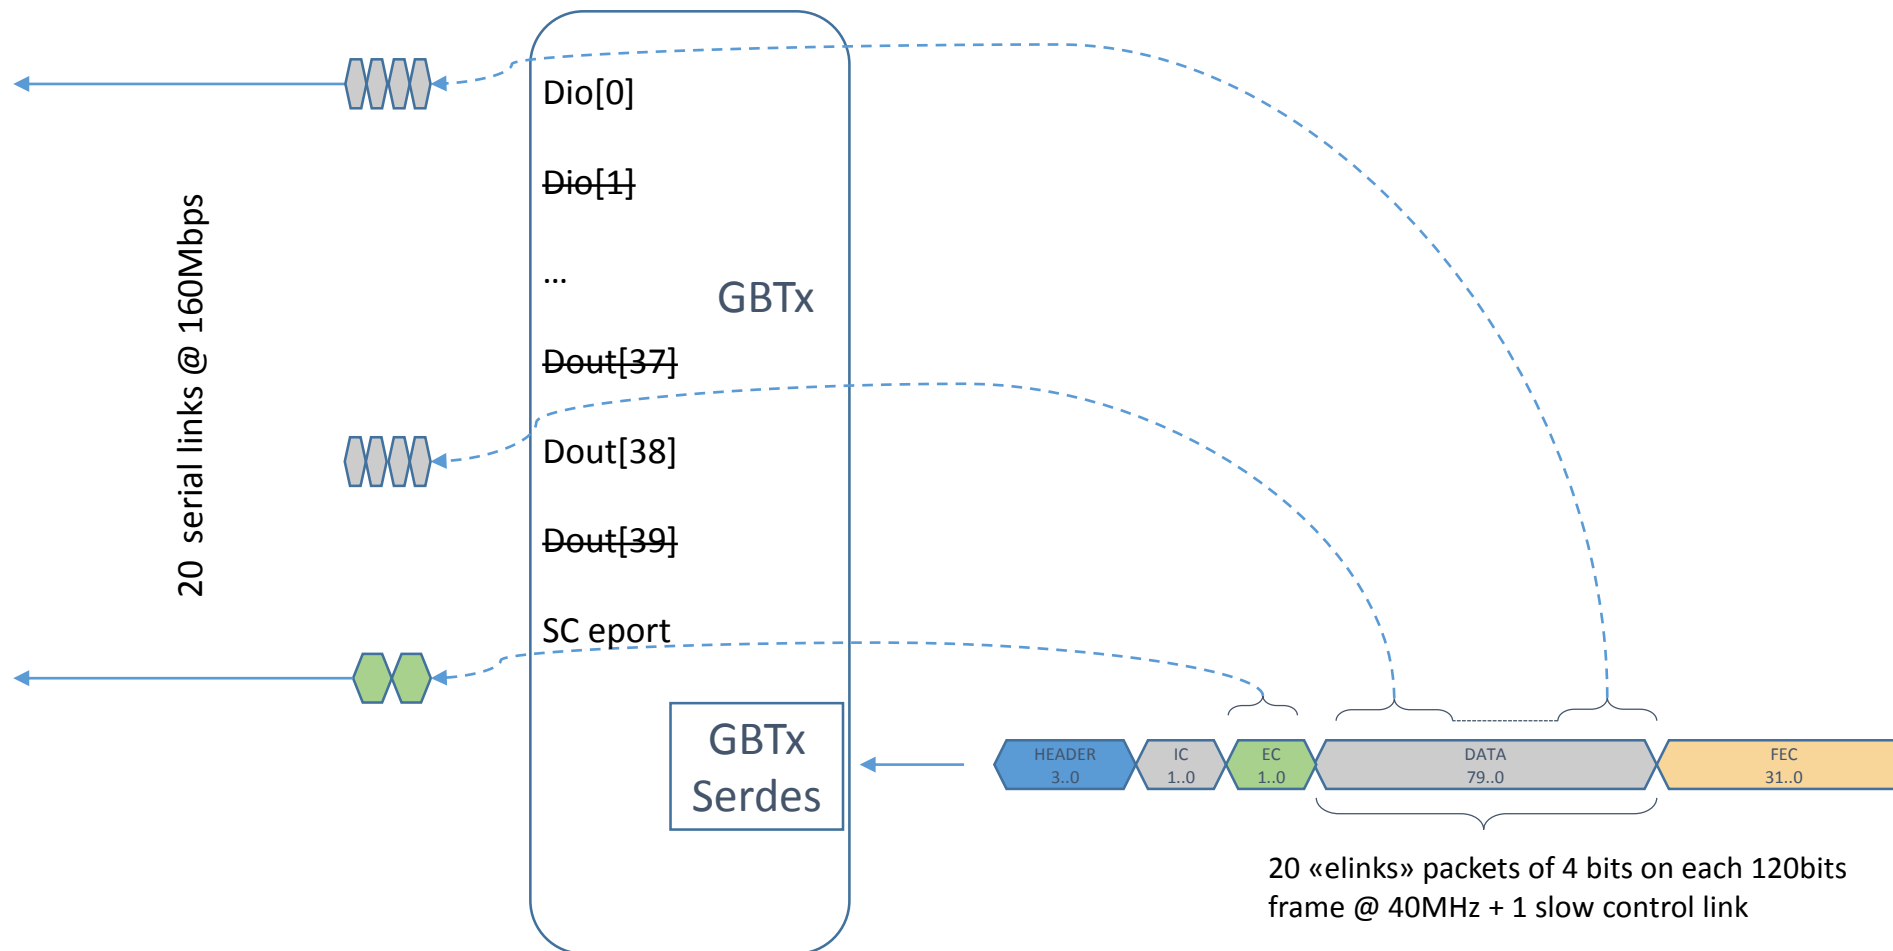 Dio[0]
Dio[1]
...
GBTx
Dout[37]
Dout[38]
Dout[39]
SC eport
20 serial links @ 160Mbps
GBTx
Serdes
HEADER
3..0
IC
1..0
EC
1..0
DATA
79..0
FEC
31..0
20 «elinks» packets of 4 bits on each 120bits
frame @ 40MHz + 1 slow control link